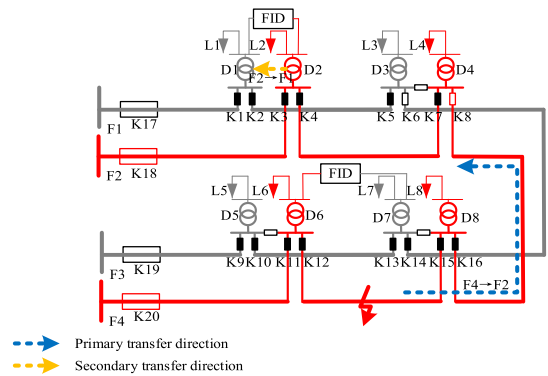 FID
L1 L2 L3 L4
D1 D2 D3 D4
F2→F1
K1 K2 K3 K4 K5 K6 K7 K8
F1 K17
F2 K18
FID
L5 L6 L7 L8
D5 D6 D7 D8
K9 K10 K11 K12 K13 K14 K15 K16
F3 K19
F4→F2
F4 K20
Primary transfer direction
Secondary transfer direction